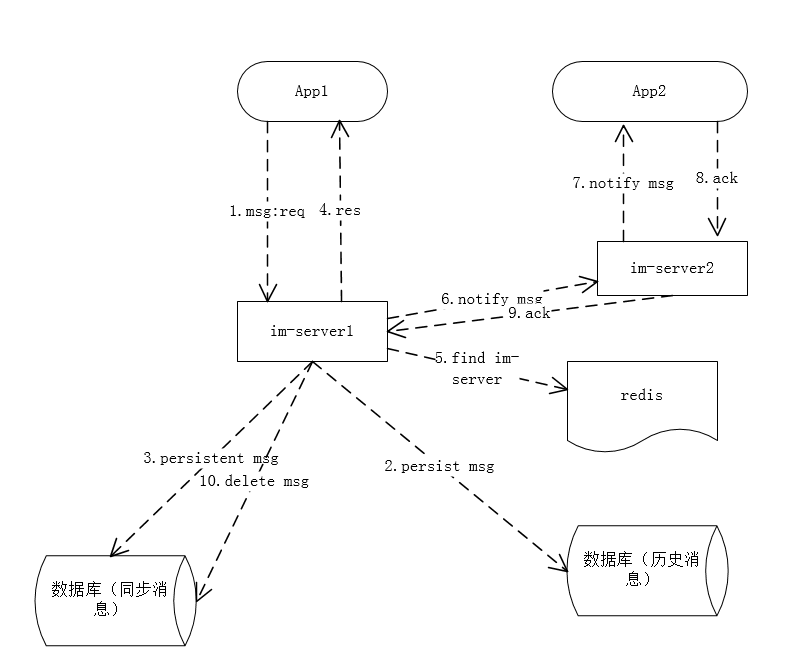 App1
App2
7.notify msg
8.ack
1.msg:req
4.res
im-server2
6.notify msg
9.ack
im-server1
5.find im-
server
redis
3.persistent msg
2.persist msg
10.delete msg
数据库（历史消
息）
数据库（同步消
息）